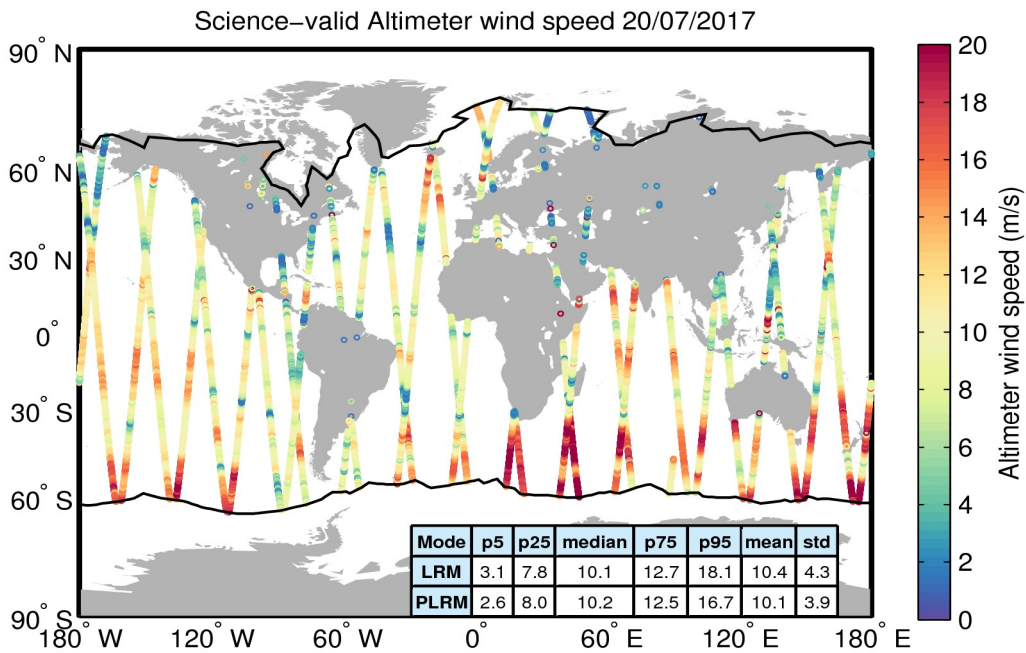 Science−valid Altimeter wind speed 20/07/2017
90° N
60° N
30° N
0°
30° S
60° S
90° S
180° W
120° W
60° W
0°
60° E
120° E
180° E
Mode p5 p25 median p75 p95 mean std
LRM 3.1 7.8 10.1 12.7 18.1 10.4 4.3
PLRM 2.6 8.0 10.2 12.5 16.7 10.1 3.9
20
18
16
14
12
10
8
6
4
2
0
Altimeter wind speed (m/s)